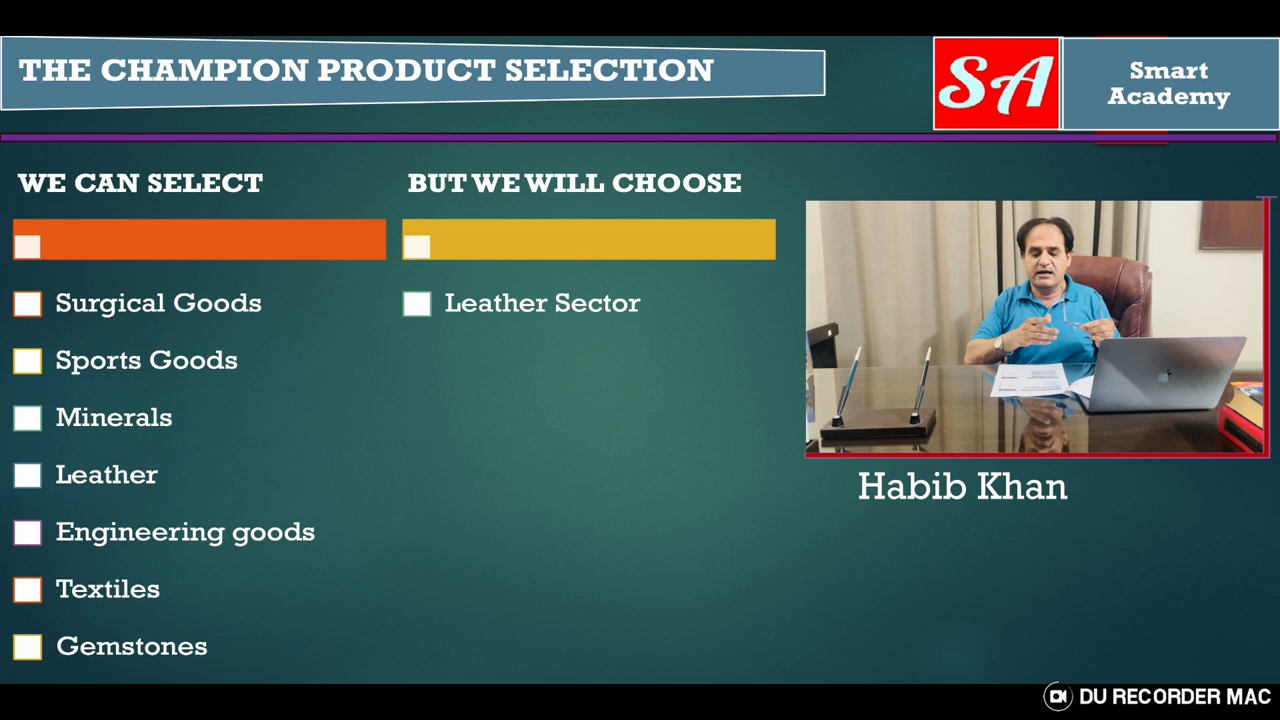 THE CHAMPION PRODUCT SELECTION
SA
Smart
Academy
WE CAN SELECT
BUT WE WILL CHOOSE
Surgical Goods
Leather Sector
Sports Goods
Minerals
Leather
Engineering goods
Textiles
Gemstones
Habib Khan
DU RECORDER MAC